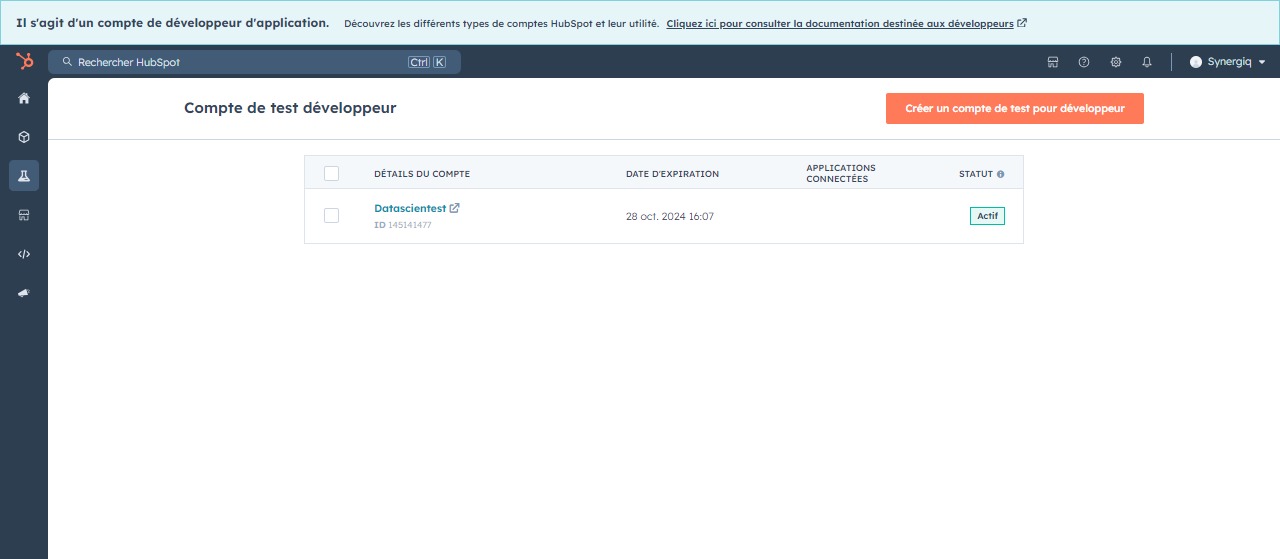 Il s'agit d'un compte de développeur d'application. Découvrez les différents types de comptes HubSpot et leur utilité. Cliquez ici pour consulter la documentation destinée aux développeurs
Rechercher HubSpot Ctrl K Synergiq
Compte de test développeur Créer un compte de test pour développeur
DÉTAILS DU COMPTE DATE D'EXPIRATION APPLICATIONS CONNECTÉES STATUT
Datascientest 28 oct. 2024 16:07 Actif
ID 145141477